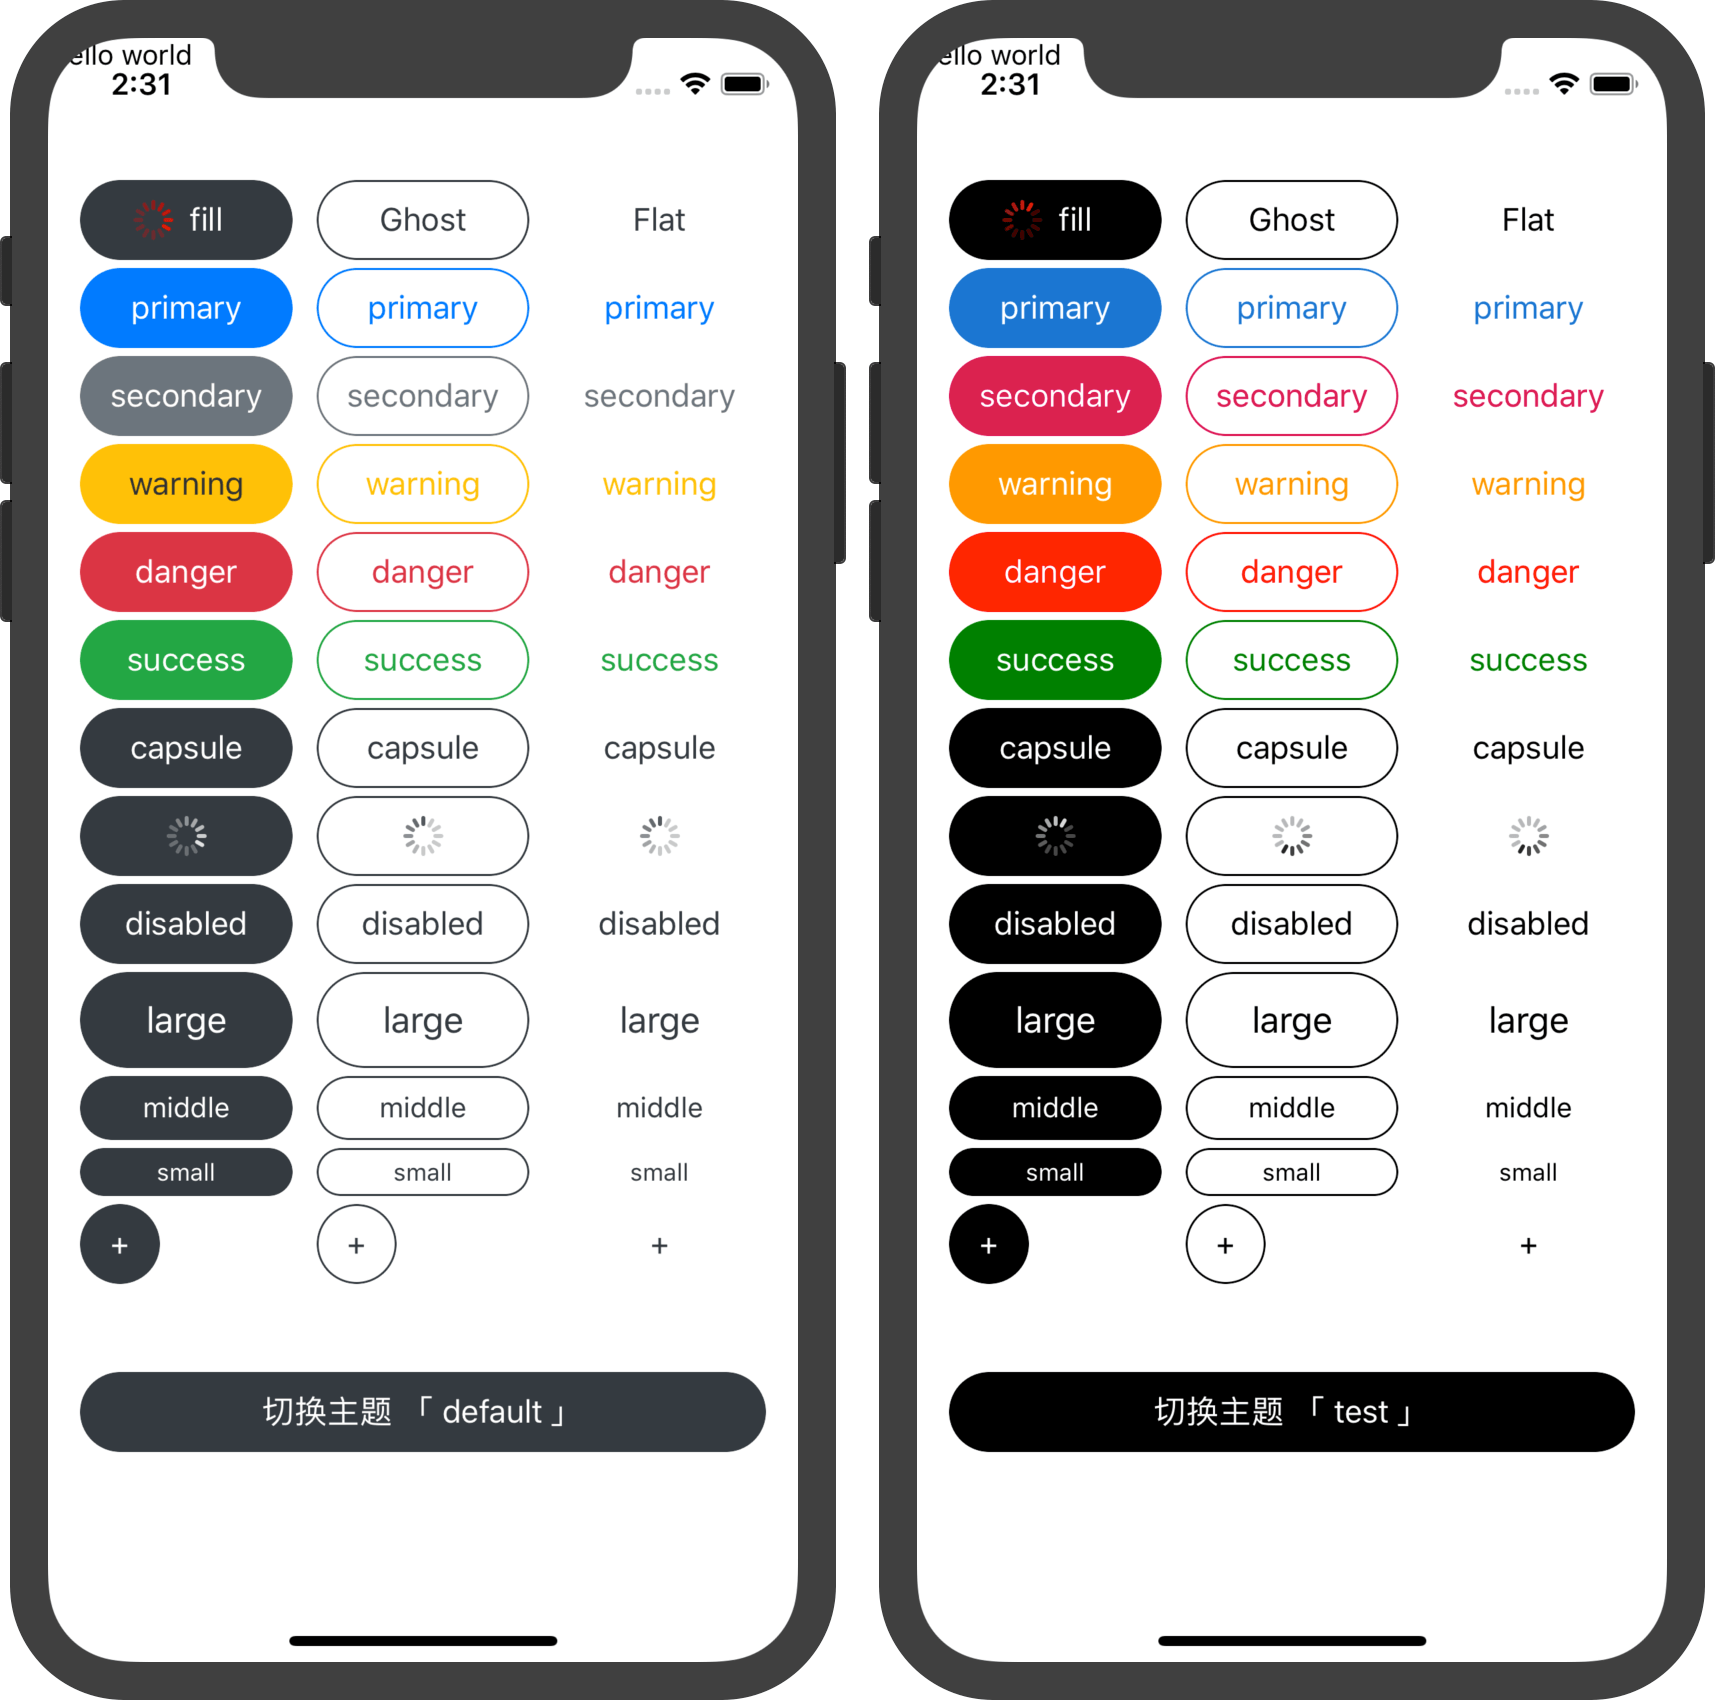 ello world
2:31
fill Ghost Flat
primary primary primary
secondary secondary secondary
warning warning warning
danger danger danger
success success success
capsule capsule capsule
disabled disabled disabled
large large large
middle middle middle
small small small
+ + +
切换主题 「 default 」
ello world
2:31
fill Ghost Flat
primary primary primary
secondary secondary secondary
warning warning warning
danger danger danger
success success success
capsule capsule capsule
disabled disabled disabled
large large large
middle middle middle
small small small
+ + +
切换主题 「 test 」